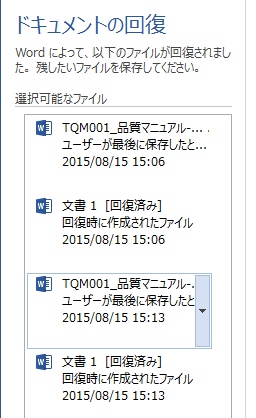 ドキュメントの回復
Word によって、以下のファイルが回復されまし
た。残したいファイルを保存してください。
選択可能なファイル
TQM001_品質マニュアル-... .
ユーザーが最後に保存したと...
2015/08/15 15:06
文書 1 [回復済み]
回復時に作成されたファイル
2015/08/15 15:06
TQM001_品質マニュアル-..
ユーザーが最後に保存したと
2015/08/15 15:13
文書 1 [回復済み]
回復時に作成されたファイル
2015/08/15 15:13